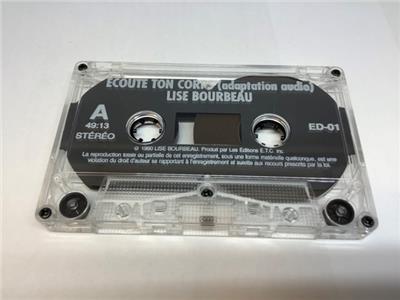 ÉCOUTE TON CORPS (adaptation audio)
LISE BOURBEAU
A
49:13
STÉRÉO
ED-01
© 1990 LISE BOURBEAU. Produit par Les Éditions E.T.C. Inc.
La reproduction totale ou partielle de cet enregistrement, sous une forme matérielle quelconque, est une
violation du droit d'auteur se rapportant à l'enregistrement et sujette aux recours prescrits par la loi.